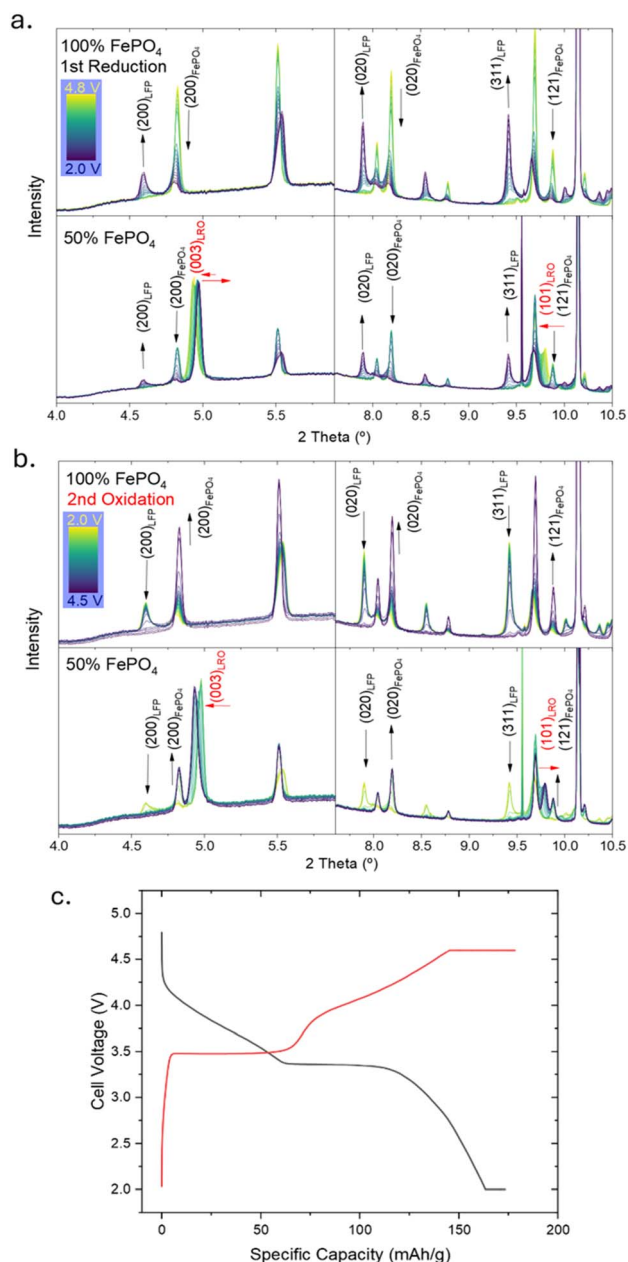 a.
100% FePO4
1st Reduction
4.8 V
2.0 V
(200)LFP
(200)FePO4
(020)LFP
(020)FePO4
(311)LFP
(121)FePO4
50% FePO4
(200)LFP
(200)FePO4
(003)LRO
(020)LFP
(020)FePO4
(311)LFP
(101)LRO
(121)FePO4
Intensity
4.0 4.5 5.0 5.5 8.0 8.5 9.0 9.5 10.0 10.5
2 Theta (º)
b.
100% FePO4
2nd Oxidation
2.0 V
4.5 V
(200)LFP
(200)FePO4
(020)LFP
(020)FePO4
(311)LFP
(121)FePO4
50% FePO4
(200)LFP
(200)FePO4
(003)LRO
(020)LFP
(020)FePO4
(311)LFP
(101)LRO
(121)FePO4
Intensity
4.0 4.5 5.0 5.5 8.0 8.5 9.0 9.5 10.0 10.5
2 Theta (º)
c.
5.0
4.5
4.0
3.5
3.0
2.5
2.0
Cell Voltage (V)
0 50 100 150 200
Specific Capacity (mAh/g)